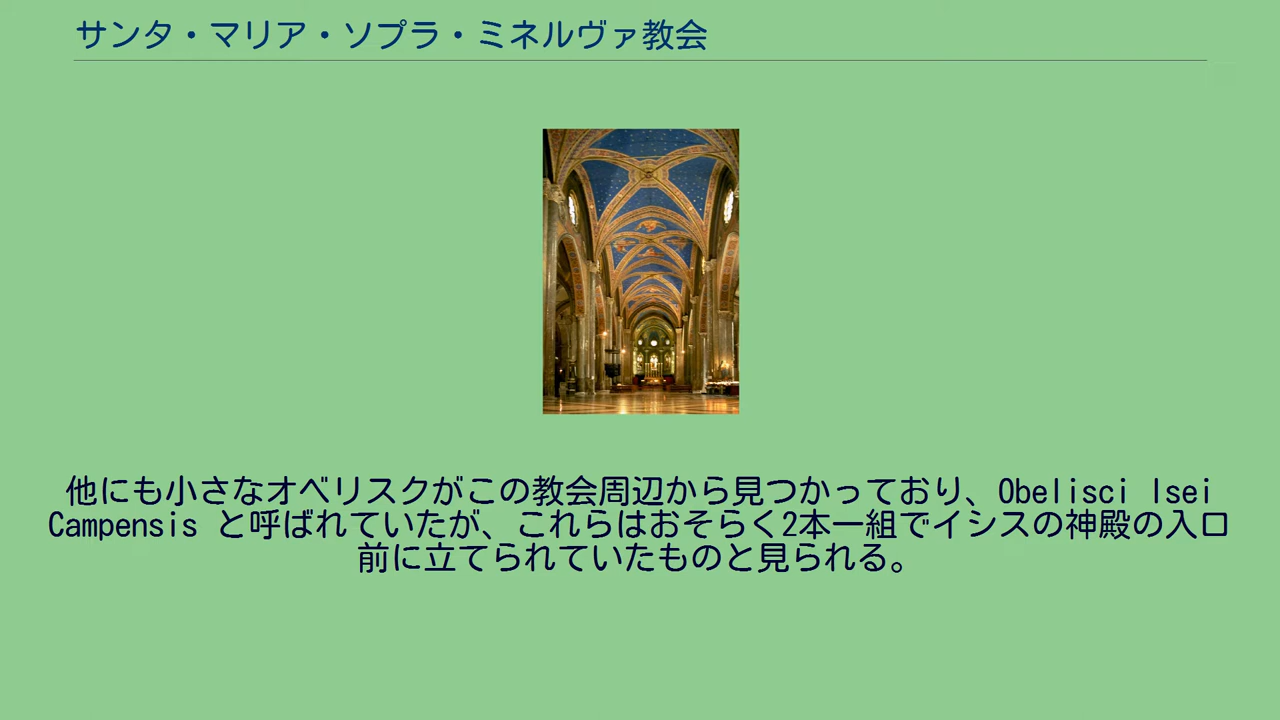 サンタ・マリア・ソプラ・ミネルヴァ教会
他にも小さなオベリスクがこの教会周辺から見つかっており、Obelisci Isei
Campensis と呼ばれていたが、これらはおそらく2本一組でイシスの神殿の入口
前に立てられていたものと見られる。